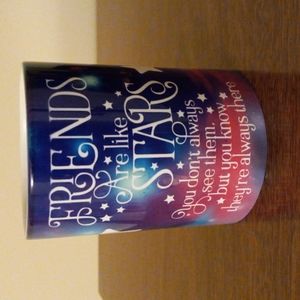 FRIENDS
Are like
STARS
you don't always
see them,
but you know
they're always there